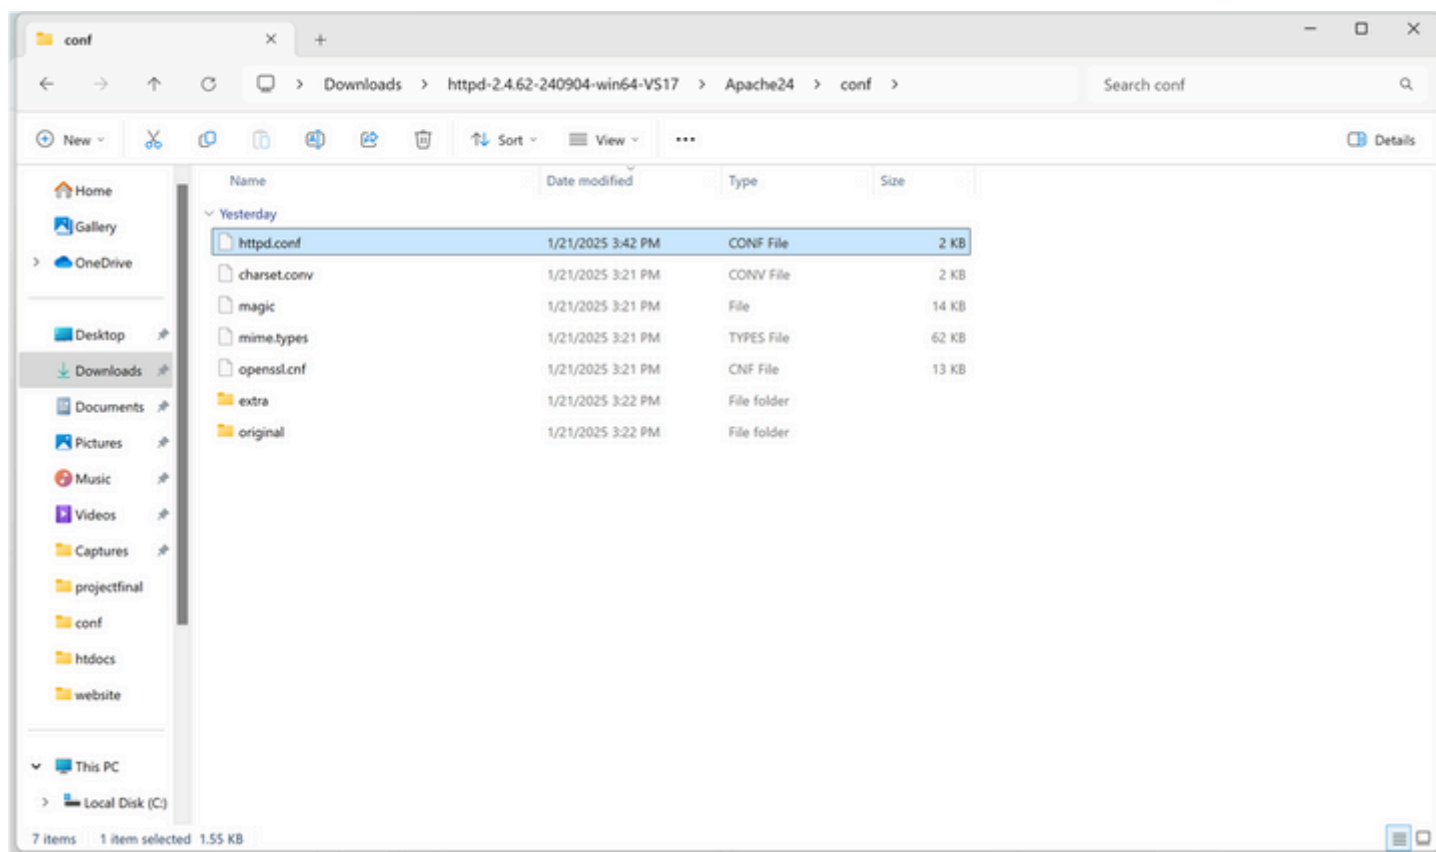 conf
Downloads > httpd-2.4.62-240904-win64-VS17 > Apache24 > conf >
Search conf
New
Sort
View
Details
Home
Gallery
OneDrive
Desktop
Downloads
Documents
Pictures
Music
Videos
Captures
projectfinal
conf
htdocs
website
This PC
Local Disk (C:)
Name Date modified Type Size
Yesterday
httpd.conf 1/21/2025 3:42 PM CONF File 2 KB
charset.conv 1/21/2025 3:21 PM CONV File 2 KB
magic 1/21/2025 3:21 PM File 14 KB
mime.types 1/21/2025 3:21 PM TYPES File 62 KB
openssl.cnf 1/21/2025 3:21 PM CNF File 13 KB
extra 1/21/2025 3:22 PM File folder
original 1/21/2025 3:22 PM File folder
7 items 1 item selected 1.55 KB